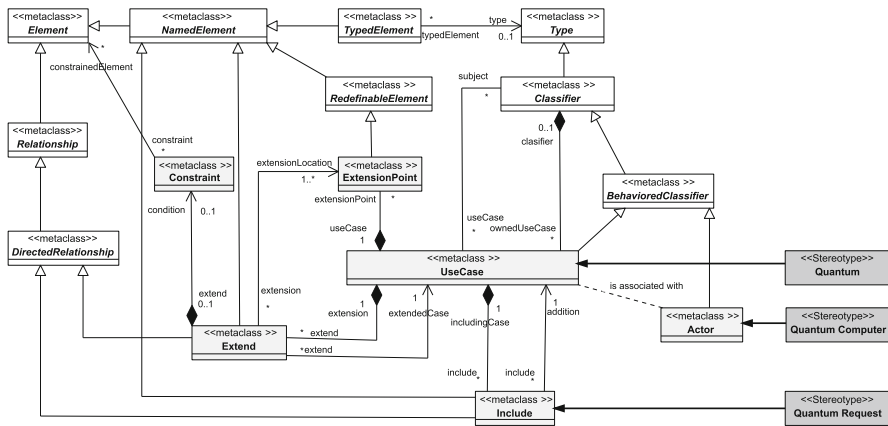 <<metaclass>>
Element
<<metaclass >>
NamedElement
<<metaclass >>
TypedElement
*
typedElement
type
0..1
<<metaclass >>
Type
*
constrainedElement
<<metaclass >>
RedefinableElement
subject
*
<<metaclass >>
Classifier
0..1
clasifier
<<metaclass>>
Relationship
constraint
*
<<metaclass >>
Constraint
extensionLocation
1..*
<<metaclass >>
ExtensionPoint
extensionPoint
*
<<metaclass >>
BehavioredClassifier
condition
0..1
useCase
1
useCase
*
ownedUseCase
*
<<metaclass>>
DirectedRelationship
<<metaclass >>
UseCase
<<Stereotype>>
Quantum
is associated with
extend
0..1
extension
*
1
extension
1
extendedCase
1
includingCase
1
addition
<<metaclass >>
Extend
* extend
*extend
<<metaclass >>
Actor
<<Stereotype>>
Quantum Computer
include
*
include
*
<<metaclass >>
Include
<<Stereotype>>
Quantum Request